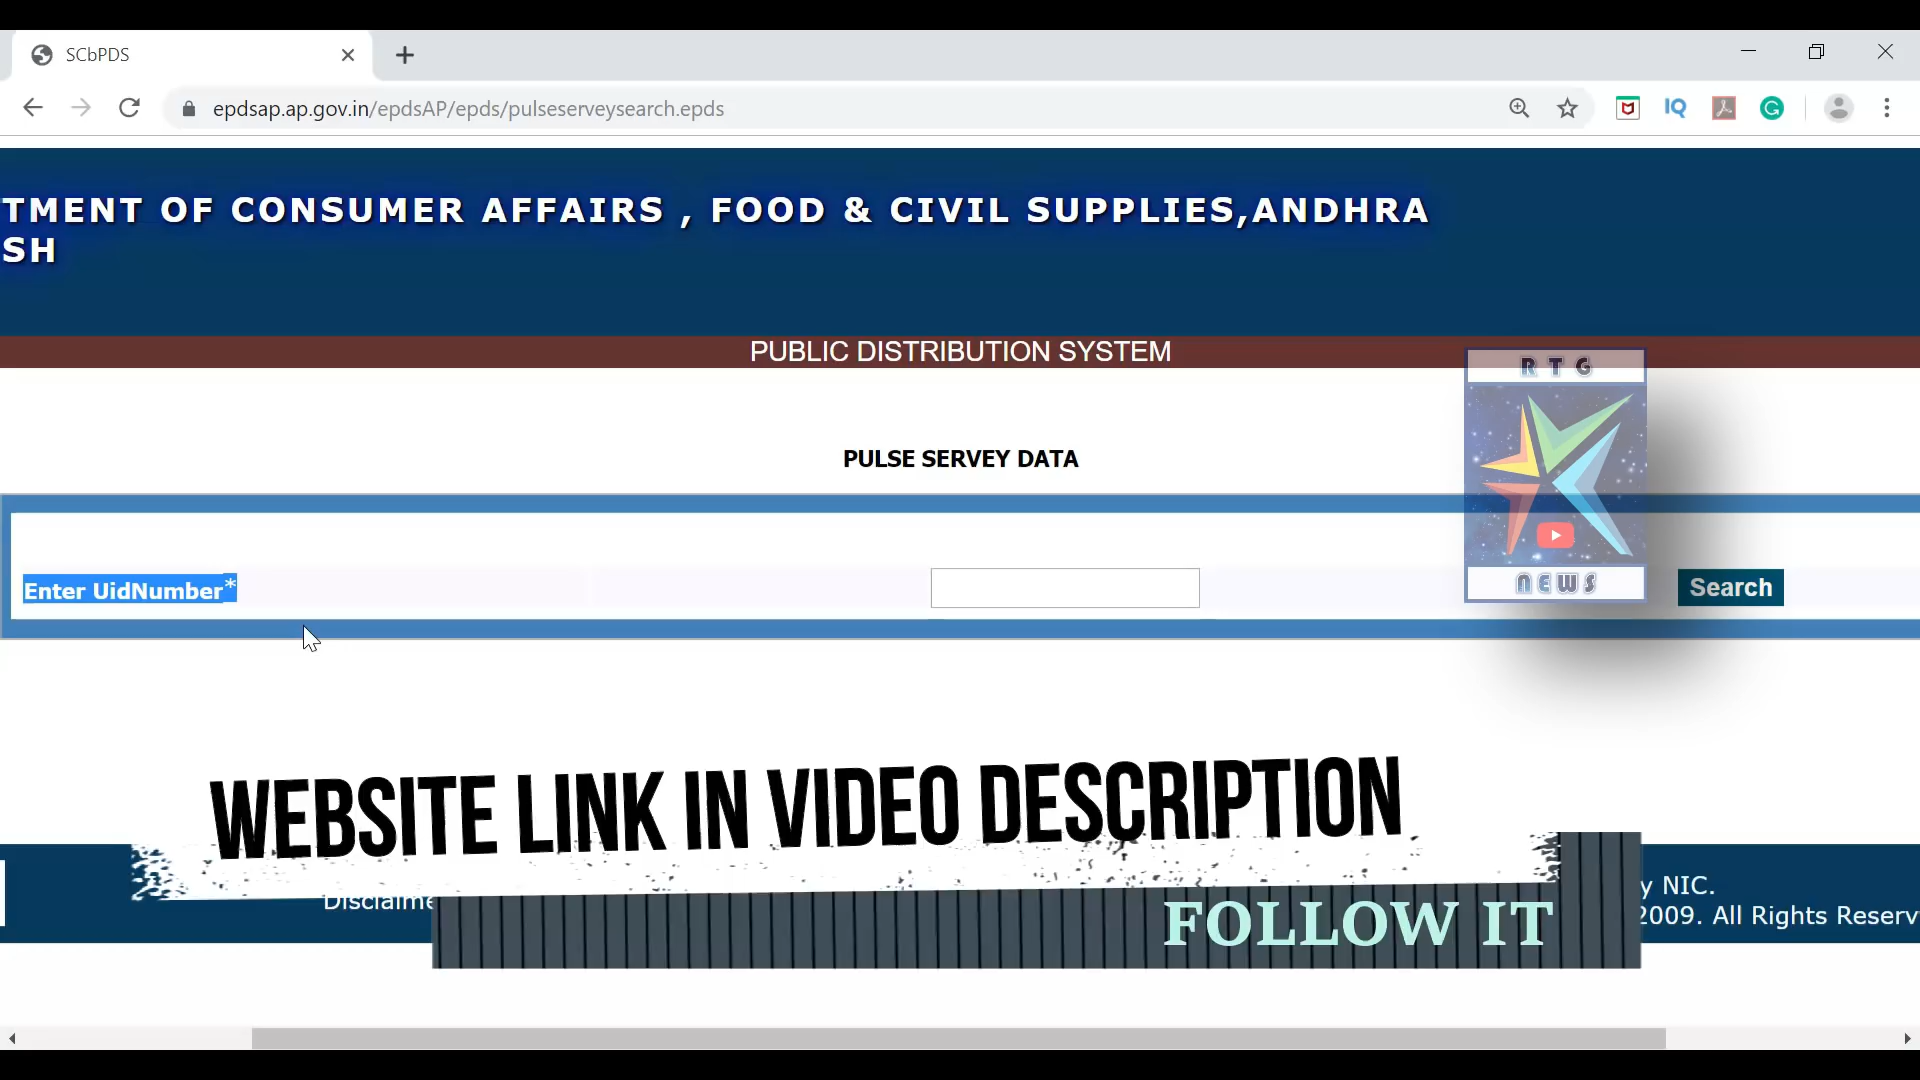 SCbPDS
epdsap.ap.gov.in/epdsAP/epds/pulseserveysearch.epds
IQ
TMENT OF CONSUMER AFFAIRS , FOOD & CIVIL SUPPLIES,ANDHRA
SH
PUBLIC DISTRIBUTION SYSTEM
RTG
PULSE SERVEY DATA
Enter UidNumber*
NEWS
Search
WEBSITE LINK IN VIDEO DESCRIPTION
y NIC.
Disclaime
FOLLOW IT
2009. All Rights Reserv